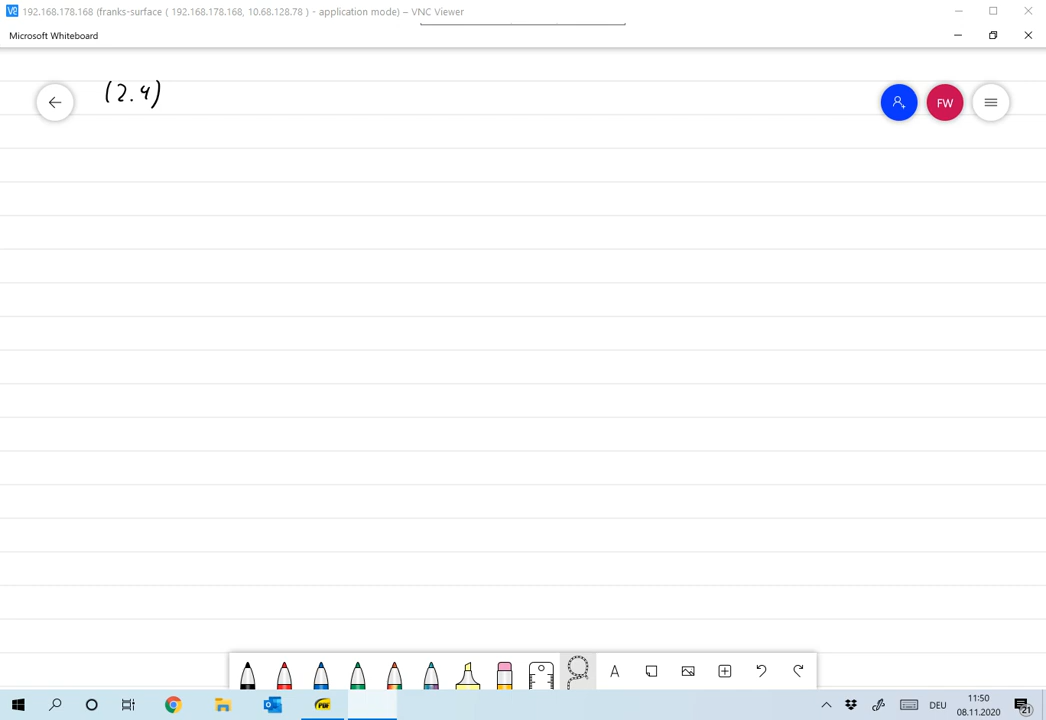 192.168.178.168 (franks-surface ( 192.168.178.168, 10.68.128.78 ) - application mode) – VNC Viewer
Microsoft Whiteboard
(2.4)
FW
A
PDF
DEU
11:50
08.11.2020
21